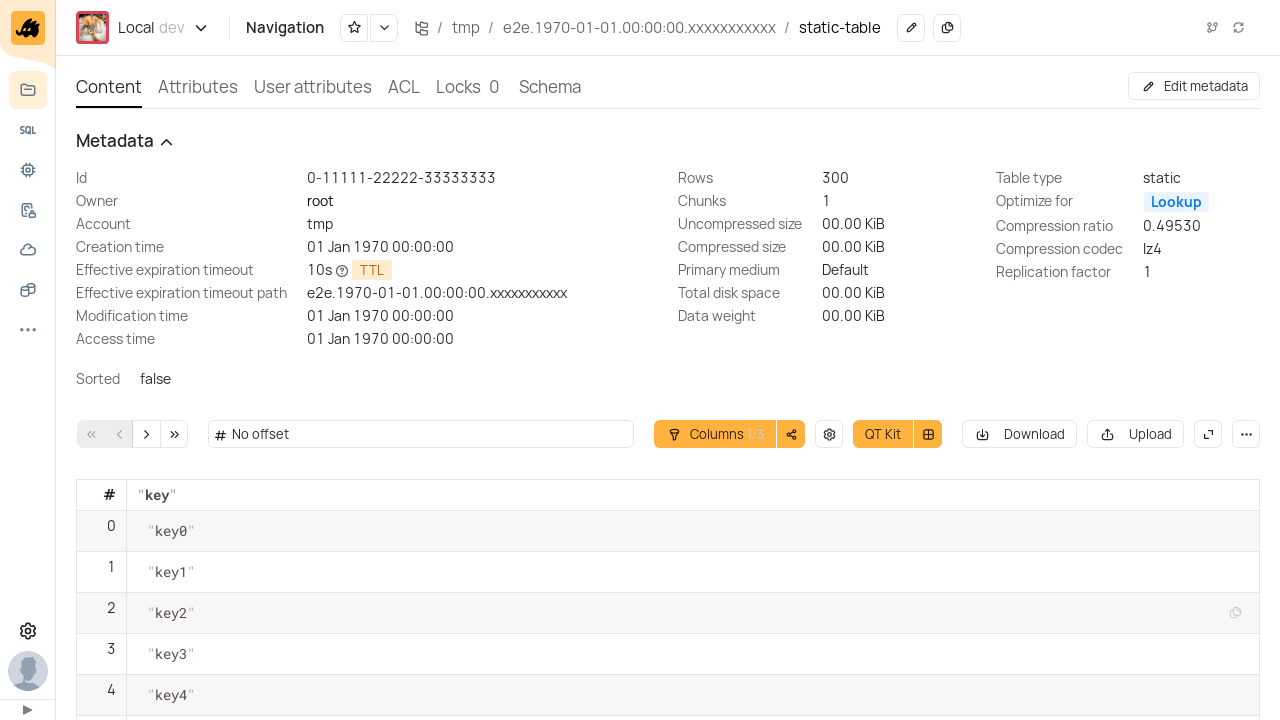 Local dev Navigation / tmp / e2e.1970-01-01.00:00:00.xxxxxxxxxxx / static-table
SQL
Content Attributes User attributes ACL Locks 0 Schema Edit metadata
Metadata
Id 0-11111-22222-33333333 Rows 300 Table type static
Owner root Chunks 1 Optimize for Lookup
Account tmp Uncompressed size 00.00 KiB Compression ratio 0.49530
Creation time 01 Jan 1970 00:00:00 Compressed size 00.00 KiB Compression codec lz4
Effective expiration timeout 10s TTL Primary medium Default Replication factor 1
Effective expiration timeout path e2e.1970-01-01.00:00:00.xxxxxxxxxxx Total disk space 00.00 KiB
Modification time 01 Jan 1970 00:00:00 Data weight 00.00 KiB
Access time 01 Jan 1970 00:00:00
Sorted false
# No offset Columns 1/3 QT Kit Download Upload
# "key"
0 "key0"
1 "key1"
2 "key2"
3 "key3"
4 "key4"